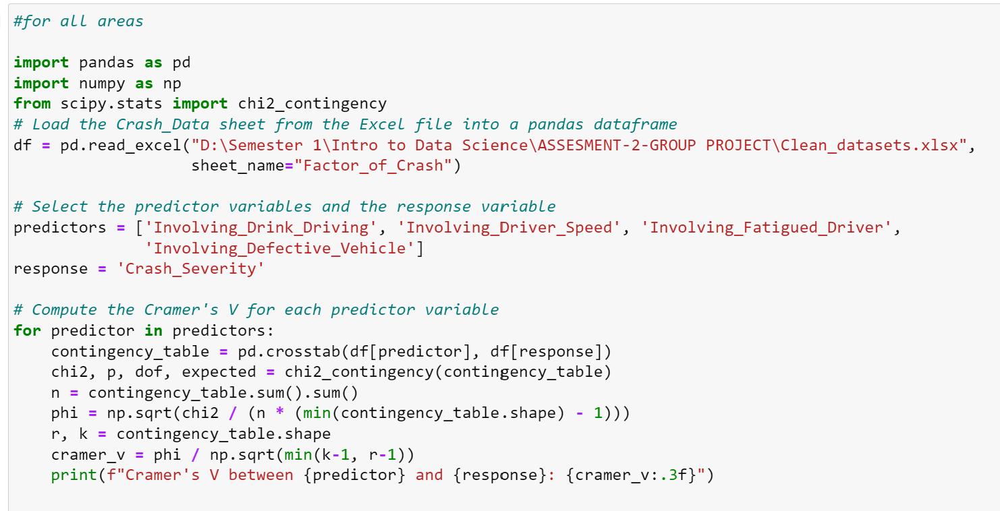 #for all areas
import pandas as pd
import numpy as np
from scipy.stats import chi2_contingency
# Load the Crash_Data sheet from the Excel file into a pandas dataframe
df = pd.read_excel("D:\Semester 1\Intro to Data Science\ASSESMENT-2-GROUP PROJECT\Clean_datasets.xlsx",
                   sheet_name="Factor_of_Crash")
# Select the predictor variables and the response variable
predictors = ['Involving_Drink_Driving', 'Involving_Driver_Speed', 'Involving_Fatigued_Driver',
              'Involving_Defective_Vehicle']
response = 'Crash_Severity'
# Compute the Cramer's V for each predictor variable
for predictor in predictors:
    contingency_table = pd.crosstab(df[predictor], df[response])
    chi2, p, dof, expected = chi2_contingency(contingency_table)
    n = contingency_table.sum().sum()
    phi = np.sqrt(chi2 / (n * (min(contingency_table.shape) - 1)))
    r, k = contingency_table.shape
    cramer_v = phi / np.sqrt(min(k-1, r-1))
    print(f"Cramer's V between {predictor} and {response}: {cramer_v:.3f}")